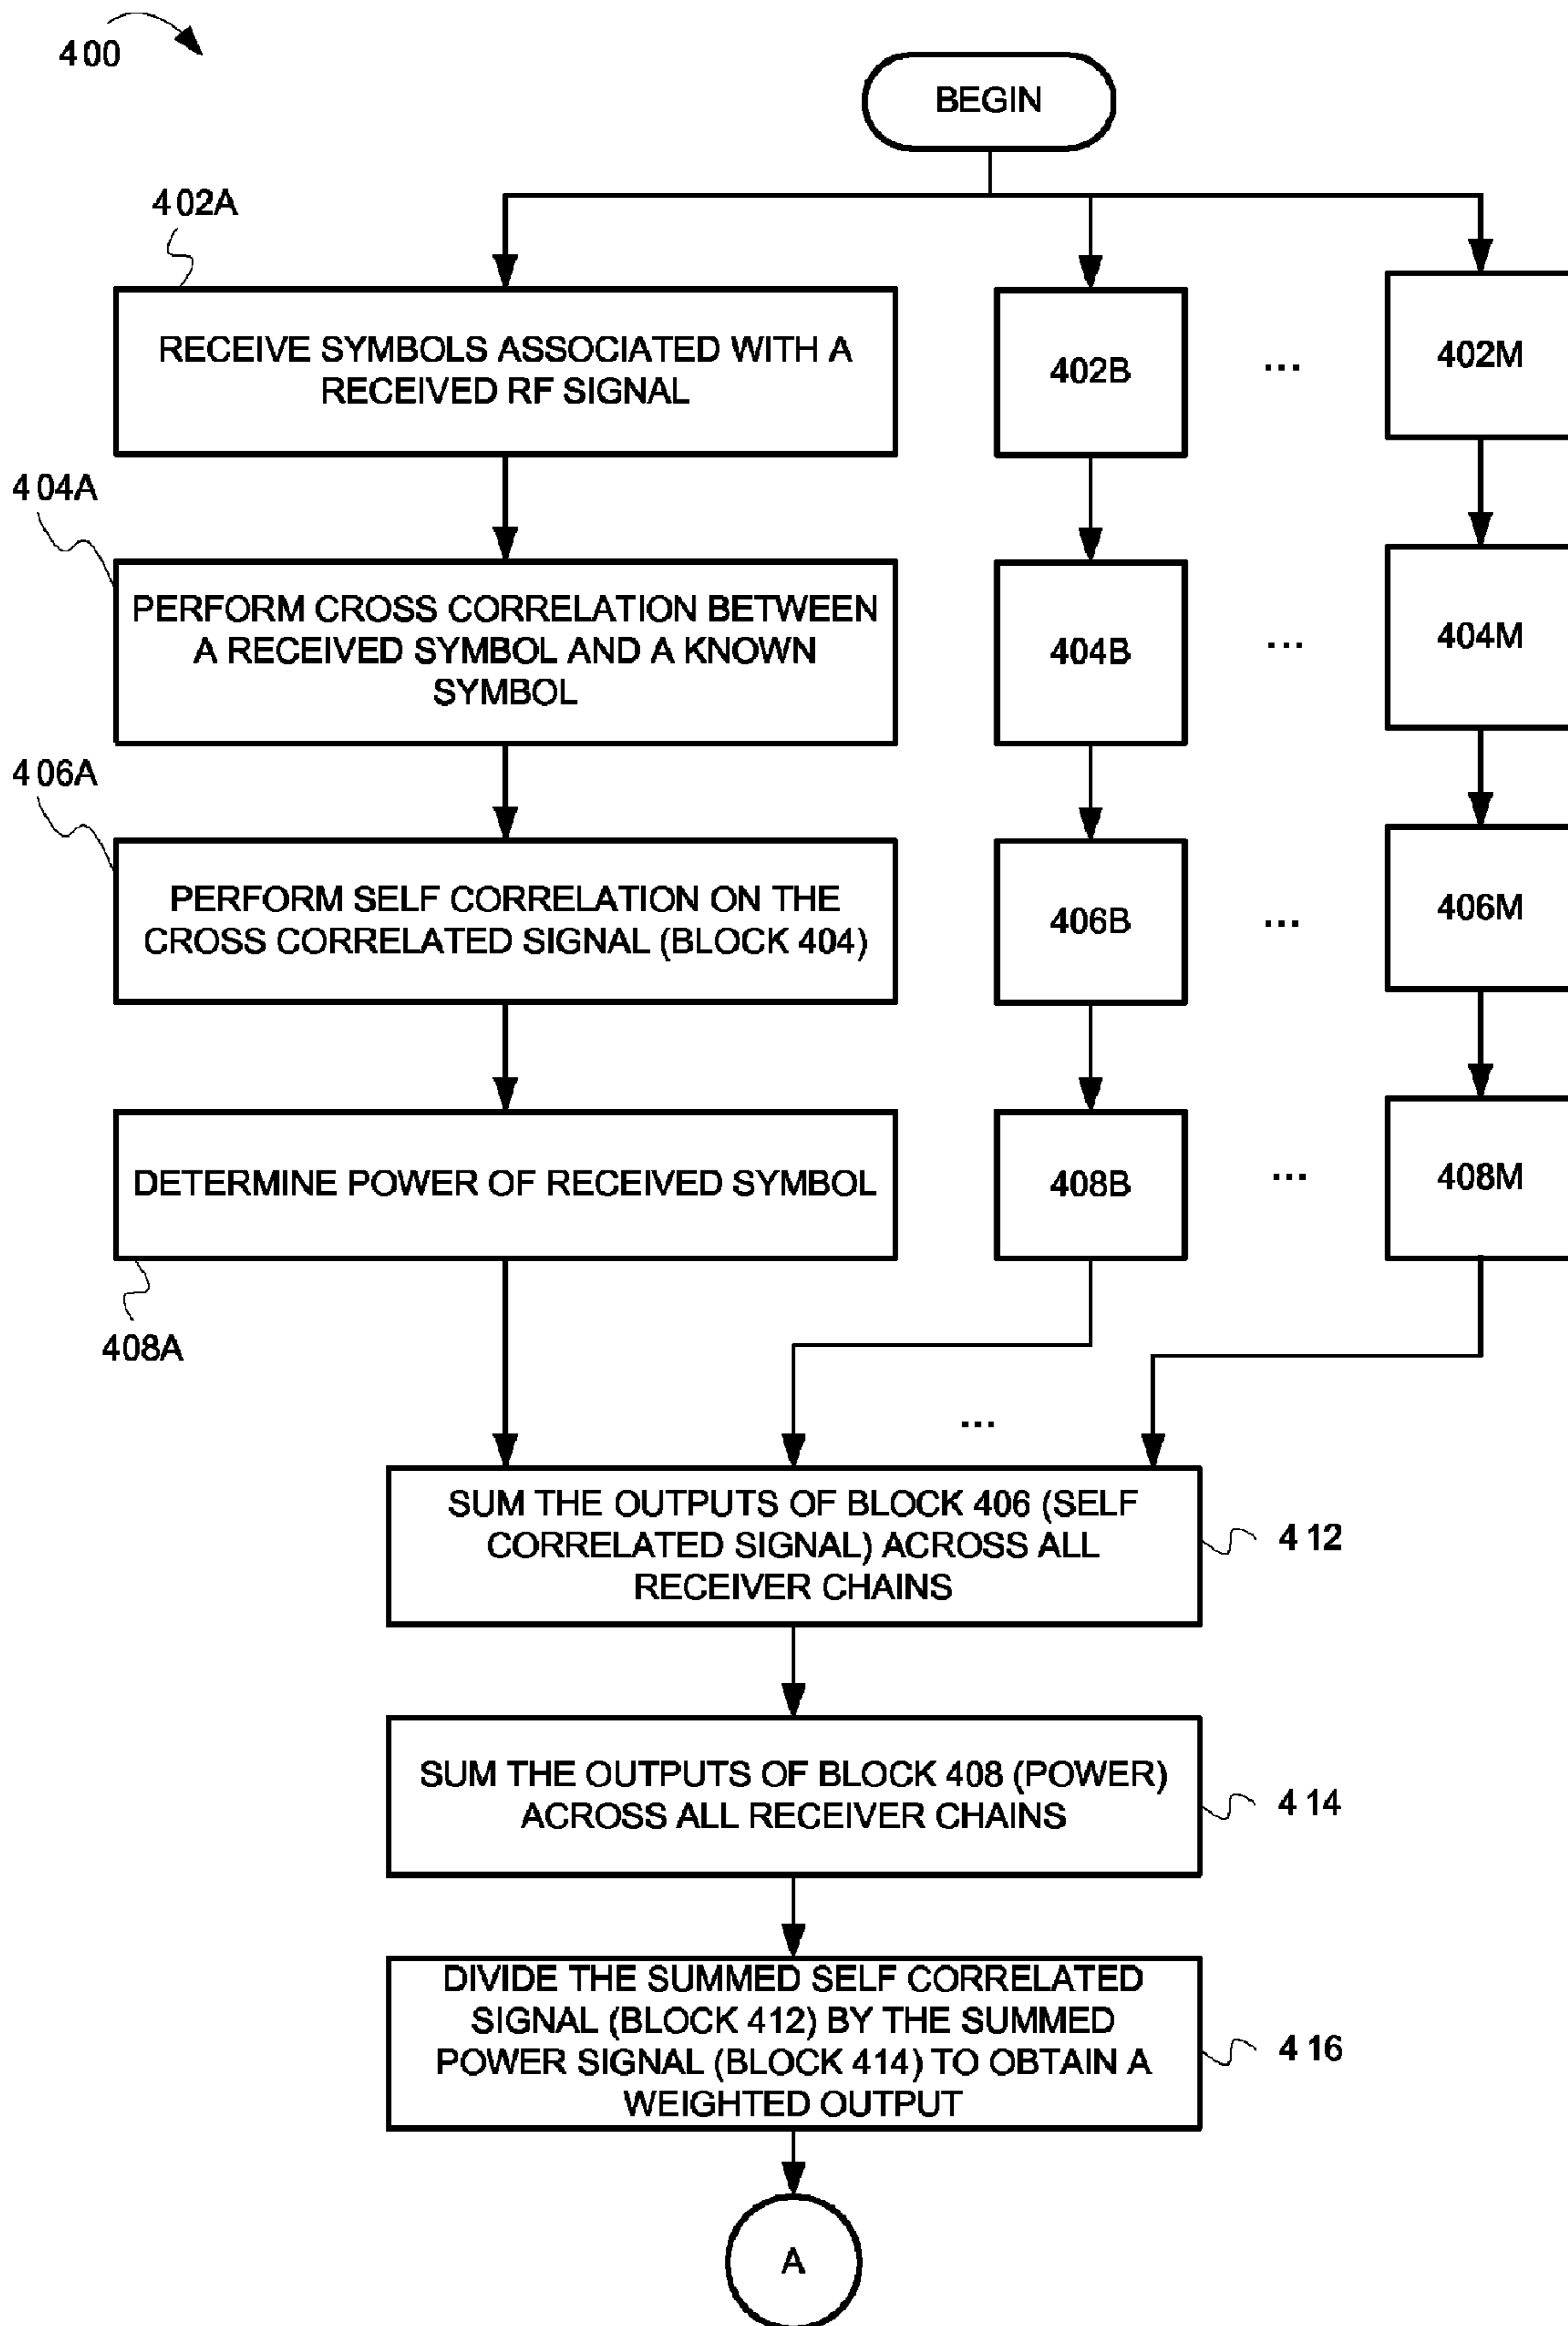 400
BEGIN
402A
RECEIVE SYMBOLS ASSOCIATED WITH A
RECEIVED RF SIGNAL
402B
...
402M
404A
PERFORM CROSS CORRELATION BETWEEN
A RECEIVED SYMBOL AND A KNOWN
SYMBOL
404B
...
404M
406A
PERFORM SELF CORRELATION ON THE
CROSS CORRELATED SIGNAL (BLOCK 404)
406B
...
406M
DETERMINE POWER OF RECEIVED SYMBOL
408B
...
408M
408A
...
SUM THE OUTPUTS OF BLOCK 406 (SELF
CORRELATED SIGNAL) ACROSS ALL
RECEIVER CHAINS
412
SUM THE OUTPUTS OF BLOCK 408 (POWER)
ACROSS ALL RECEIVER CHAINS
414
DIVIDE THE SUMMED SELF CORRELATED
SIGNAL (BLOCK 412) BY THE SUMMED
POWER SIGNAL (BLOCK 414) TO OBTAIN A
WEIGHTED OUTPUT
416
A